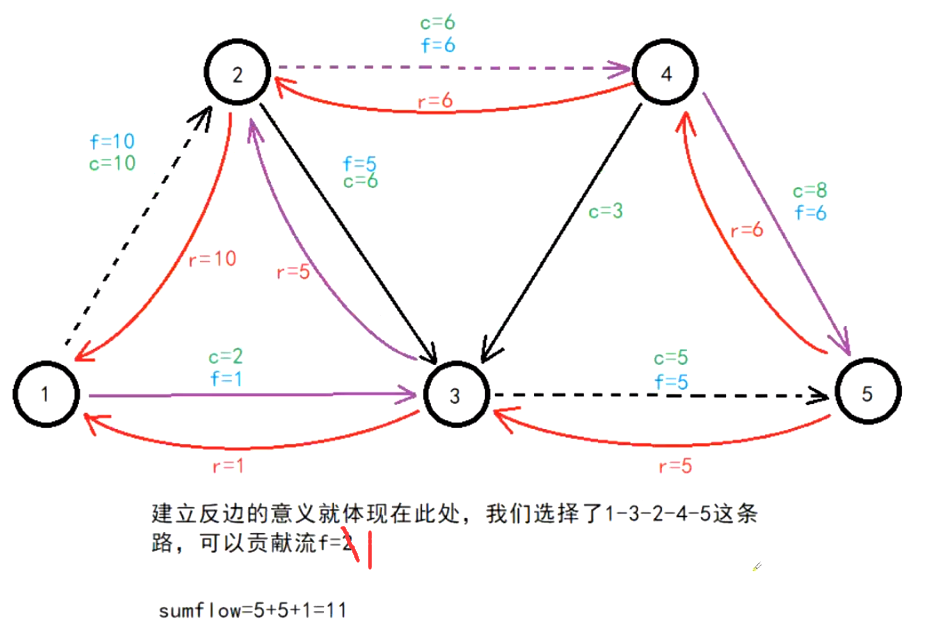 c=6
f=6
2
4
r=6
f=10
c=10
f=5
c=6
c=3
c=8
f=6
r=10
r=5
r=6
c=2
f=1
c=5
f=5
1
3
5
r=1
r=5
建立反边的意义就体现在此处，我们选择了1-3-2-4-5这条
路，可以贡献流f=2 1
sumflow=5+5+1=11